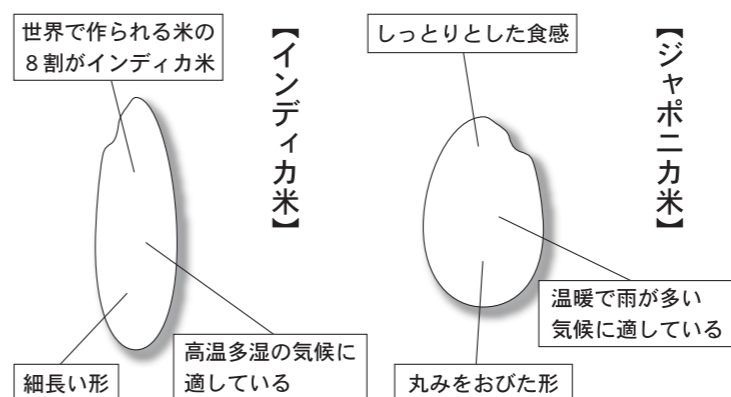 【ジャポニカ米】
しっとりとした食感
温暖で雨が多い
気候に適している
丸みをおびた形
【インディカ米】
世界で作られる米の
８割がインディカ米
高温多湿の気候に
適している
細長い形